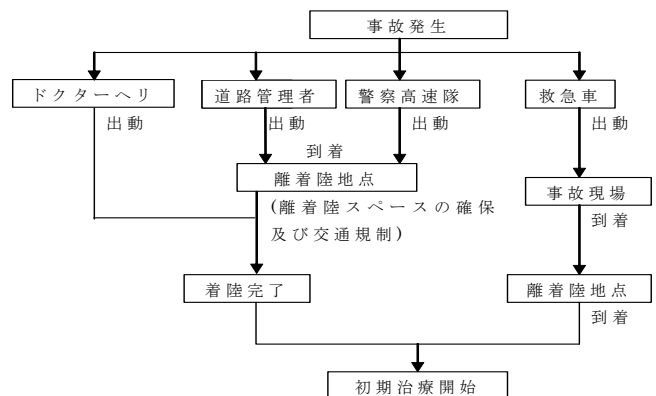 事故発生
ドクターヘリ
道路管理者
警察高速隊
救急車
出動
出動
出動
出動
到着
離着陸地点
事故現場
(離着陸スペースの確保
及び交通規制)
到着
着陸完了
離着陸地点
到着
初期治療開始